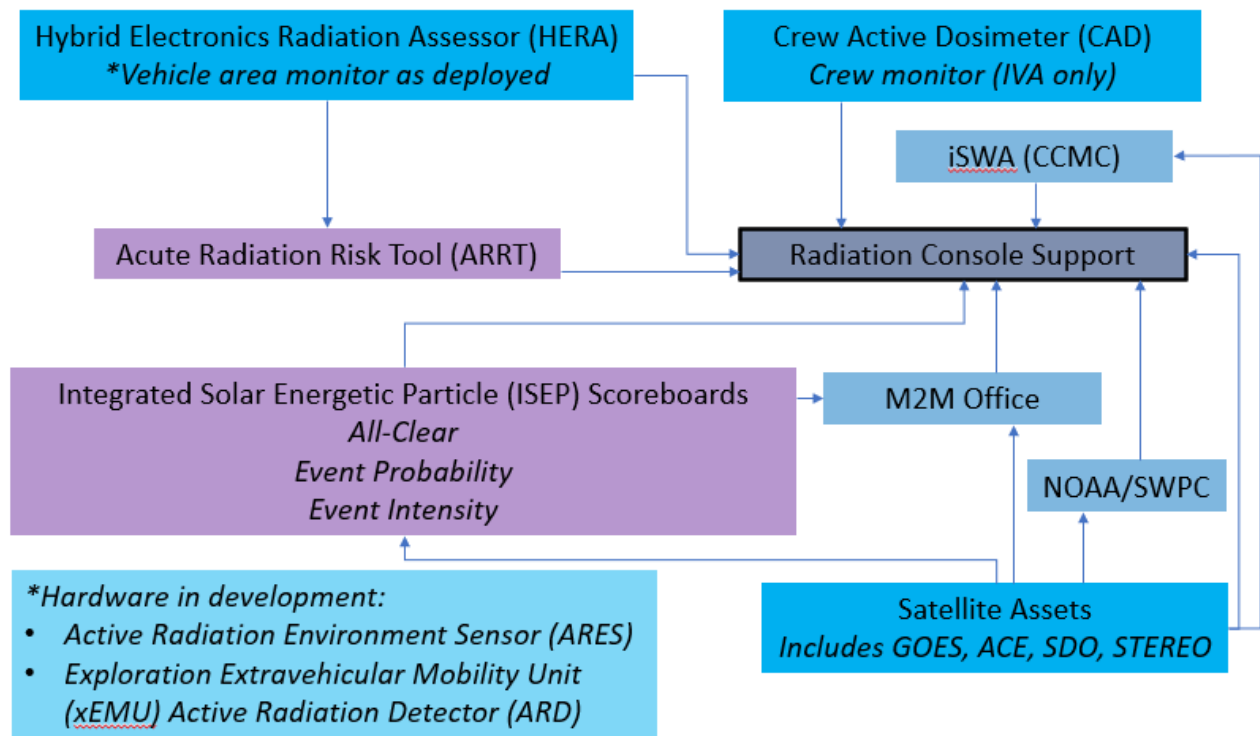 Hybrid Electronics Radiation Assessor (HERA)
*Vehicle area monitor as deployed
Crew Active Dosimeter (CAD)
Crew monitor (IVA only)
iSWA (CCMC)
Acute Radiation Risk Tool (ARRT)
Radiation Console Support
Integrated Solar Energetic Particle (ISEP) Scoreboards
All-Clear
Event Probability
Event Intensity
M2M Office
NOAA/SWPC
*Hardware in development:
• Active Radiation Environment Sensor (ARES)
• Exploration Extravehicular Mobility Unit
(xEMU) Active Radiation Detector (ARD)
Satellite Assets
Includes GOES, ACE, SDO, STEREO